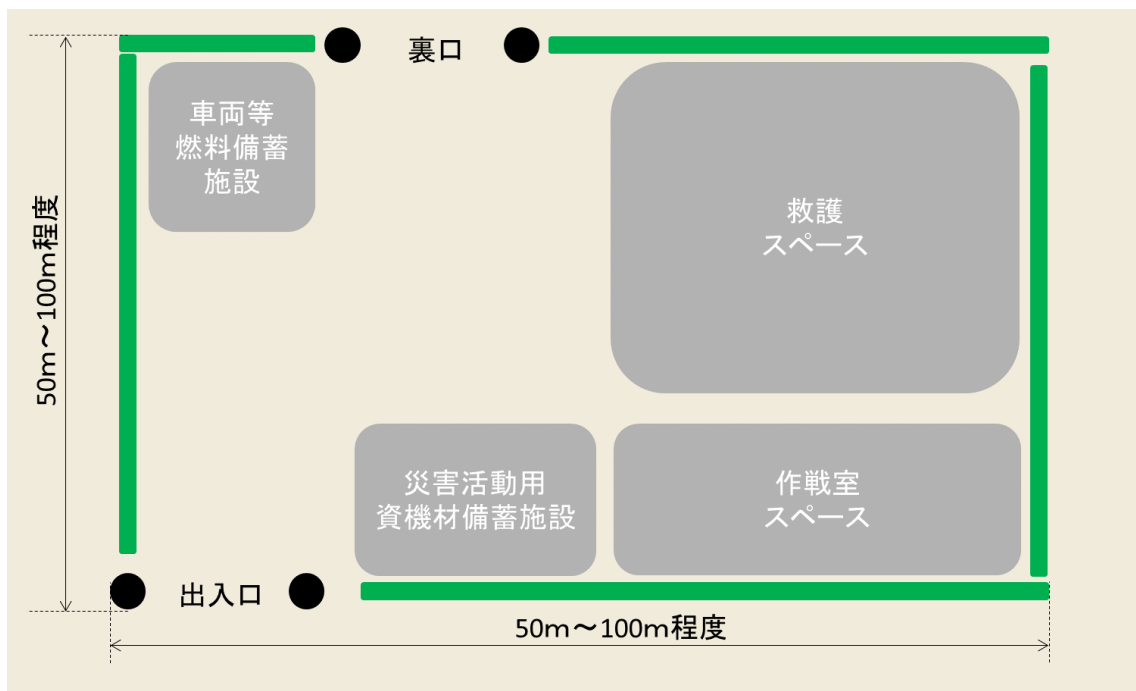 裏口
車両等
燃料備蓄
施設
救護
スペース
50m～100m程度
災害活動用
資機材備蓄施設
作戦室
スペース
出入口
50m～100m程度